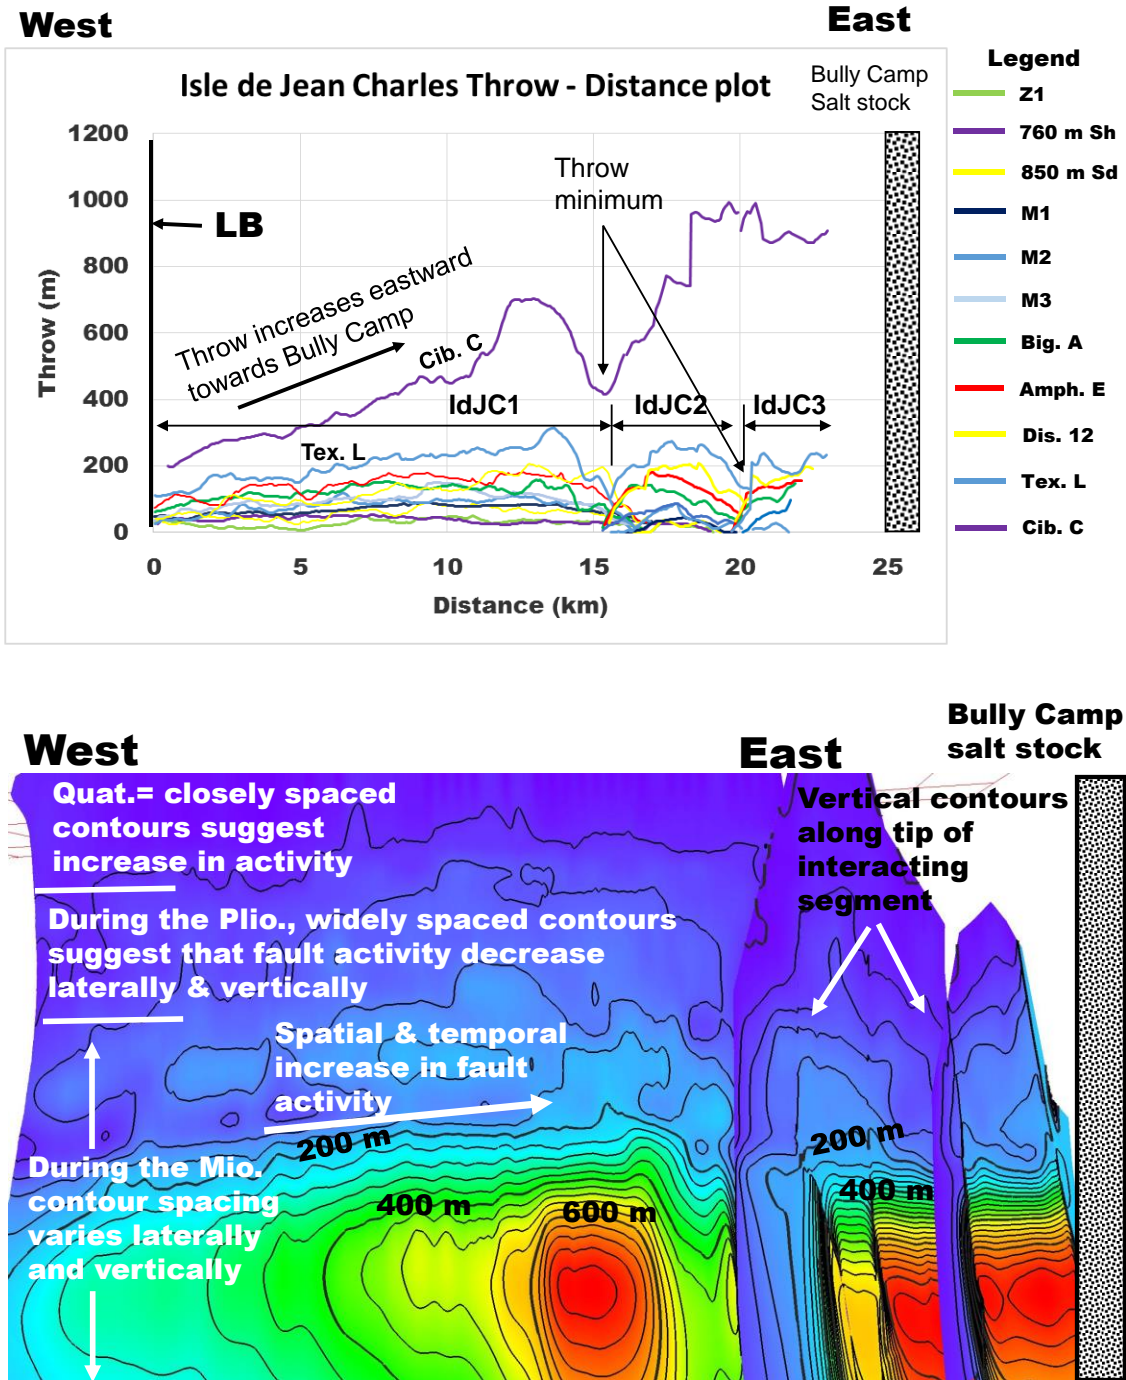 West
East
Isle de Jean Charles Throw - Distance plot
Bully Camp
Salt stock
Legend
Z1
760 m Sh
850 m Sd
M1
M2
M3
Big. A
Amph. E
Dis. 12
Tex. L
Cib. C
1200
1000
800
600
400
200
0
Throw (m)
LB
Throw
minimum
Throw increases eastward
towards Bully Camp
Cib. C
IdJC1
IdJC2
IdJC3
Tex. L
0
5
10
15
20
25
Distance (km)
West
East
Bully Camp
salt stock
Quat.= closely spaced
contours suggest
increase in activity
Vertical contours
along tip of
interacting
segment
During the Plio., widely spaced contours
suggest that fault activity decrease
laterally & vertically
Spatial & temporal
increase in fault
activity
200 m
200 m
During the Mio.
contour spacing
varies laterally
and vertically
400 m
600 m
400 m